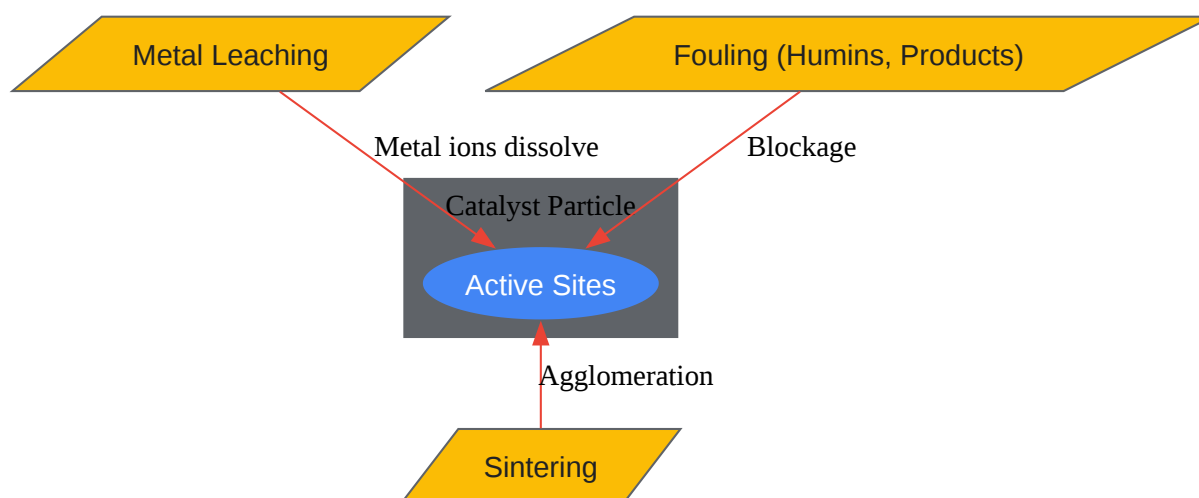 Metal Leaching
Fouling (Humins, Products)
Metal ions dissolve
Blockage
Catalyst Particle
Active Sites
Agglomeration
Sintering